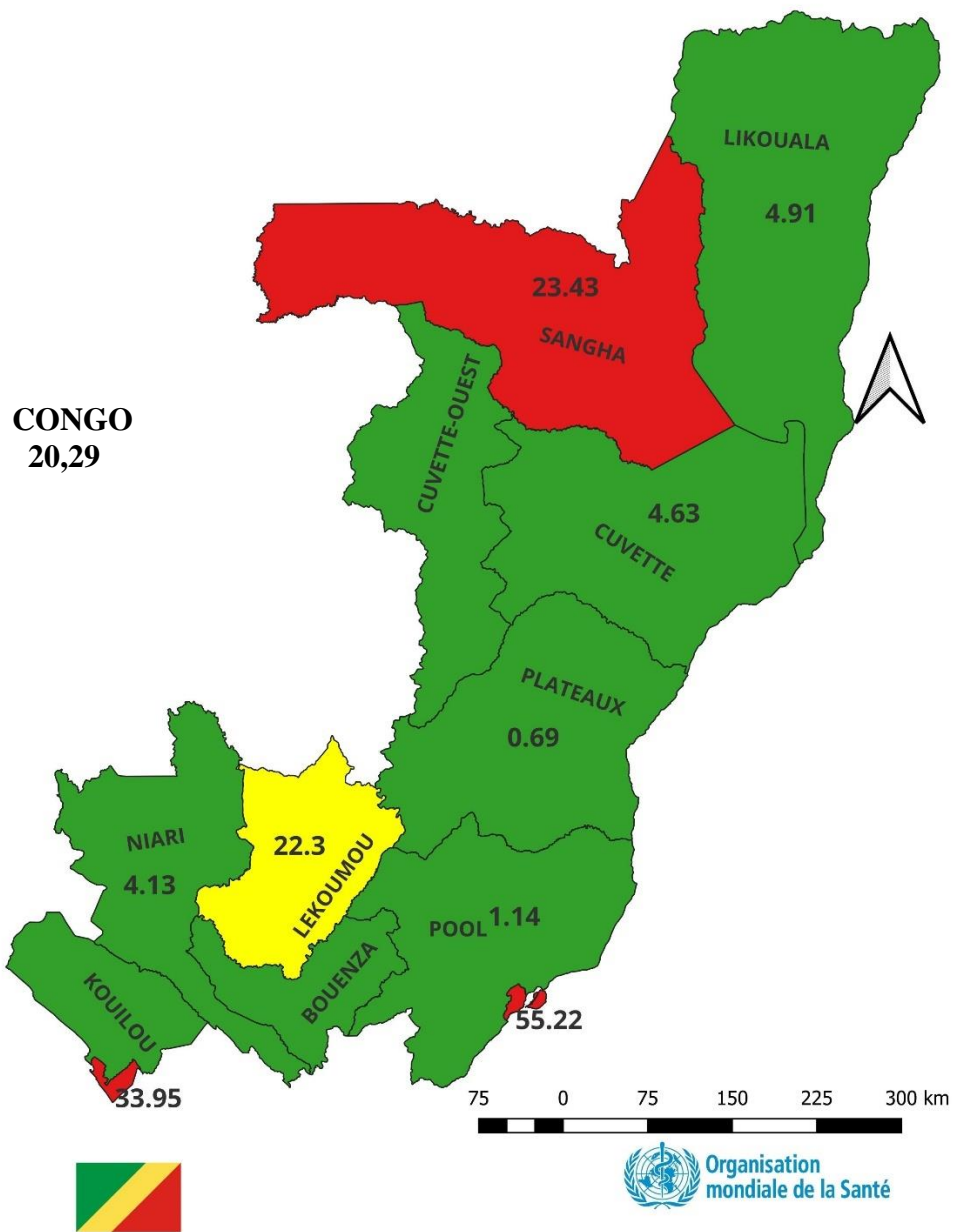 LIKOUALA
4.91
23.43
SANGHA
CUVETTE-OUEST
CONGO
20,29
4.63
CUVETTE
PLATEAUX
0.69
NIARI
4.13
22.3
LEKOUMOU
POOL 1.14
BOUENZA
KOUILOU
55.22
33.95
75 0 75 150 225 300 km
Organisation
mondiale de la Santé